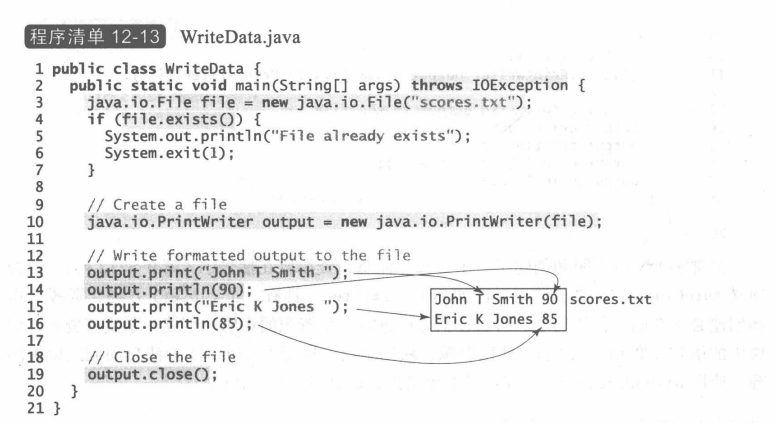 程序清单 12-13 WriteData.java
1 public class WriteData {
2 public static void main(String[] args) throws IOException {
3 java.io.File file = new java.io.File("scores.txt");
4 if (file.exists()) {
5 System.out.println("File already exists");
6 System.exit(1);
7 }
8
9 // Create a file
10 java.io.PrintWriter output = new java.io.PrintWriter(file);
11
12 // Write formatted output to the file
13 output.print("John T Smith ");
14 output.println(90);
15 output.print("Eric K Jones ");
16 output.println(85);
17
18 // Close the file
19 output.close();
20 }
21 }
John T Smith 90 scores.txt
Eric K Jones 85